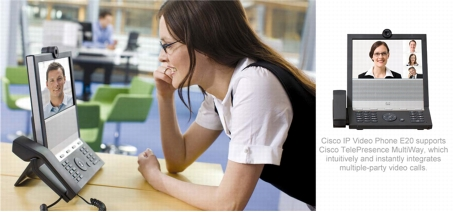 Cisco IP Video Phone E20 supports
Cisco TelePresence MultiWay, which
intuitively and instantly integrates
multiple-party video calls.